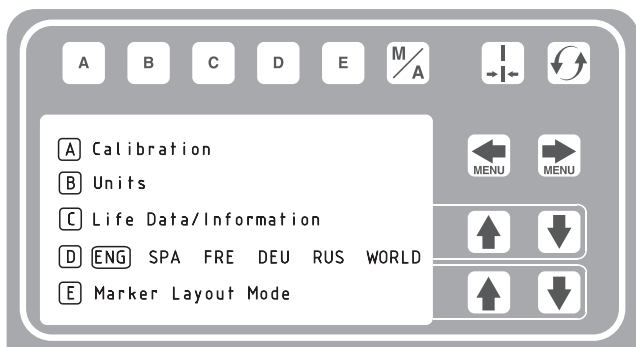 A B C D E M/A
A Calibration
MENU MENU
B Units
C Life Data/Information
D ENG SPA FRE DEU RUS WORLD
E Marker Layout Mode